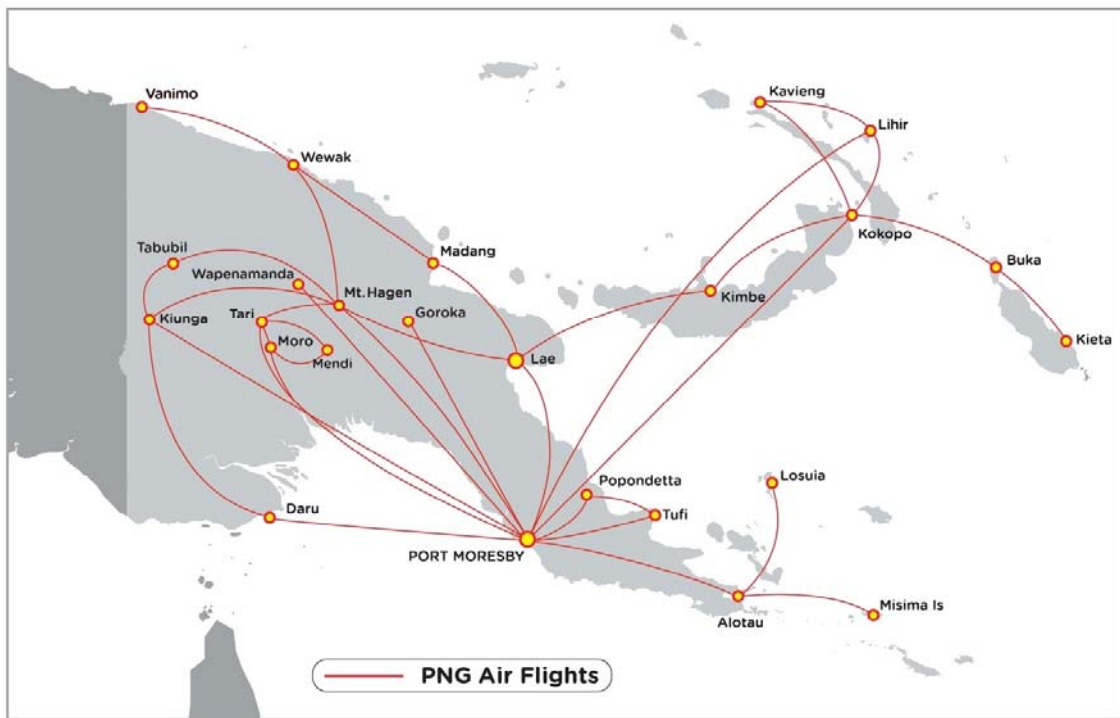 Vanimo
Kavieng
Lihir
Wewak
Kokopo
Tabubil
Madang
Buka
Wapenamanda
Mt.Hagen
Kimbe
Kiunga
Tari
Goroka
Moro
Mendi
Lae
Kieta
Popondetta
Losuia
Daru
Tufi
PORT MORESBY
Misima Is
Alotau
PNG Air Flights